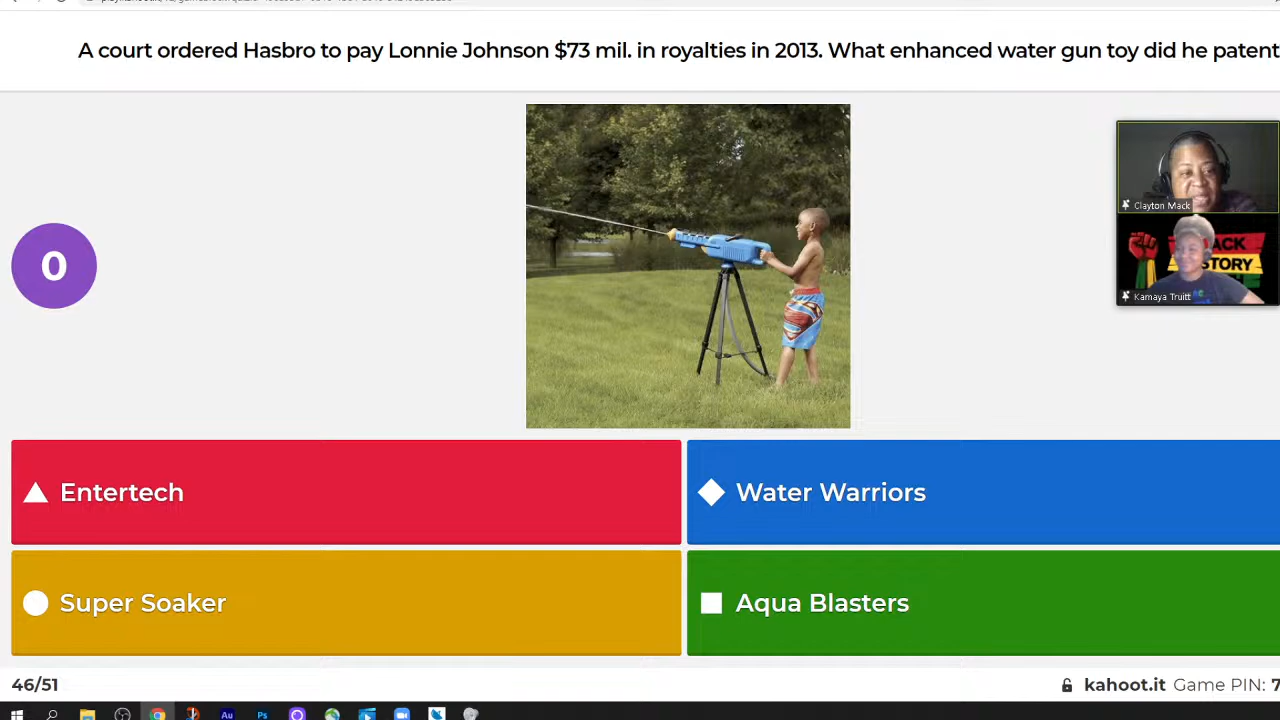 A court ordered Hasbro to pay Lonnie Johnson $73 mil. in royalties in 2013. What enhanced water gun toy did he patent
0
Clayton Mack
ACK
STORY
Kamaya Truitt
Entertech
Water Warriors
Super Soaker
Aqua Blasters
46/51
kahoot.it Game PIN: 7